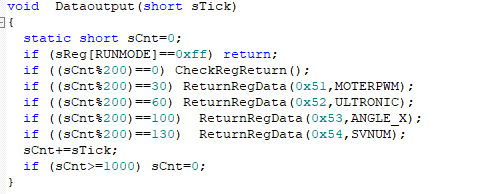 void  Dataoutput(short sTick)
{
  static short sCnt=0;
  if (sReg[RUNMODE]==0xff) return;
  if ((sCnt%200)==0) CheckRegReturn();
  if ((sCnt%200)==30) ReturnRegData(0x51,MOTERPWM);
  if ((sCnt%200)==60) ReturnRegData(0x52,ULTRONIC);
  if ((sCnt%200)==100)  ReturnRegData(0x53,ANGLE_X);
  if ((sCnt%200)==130)  ReturnRegData(0x54,SVNUM);
  sCnt+=sTick;
  if (sCnt>=1000) sCnt=0;
}